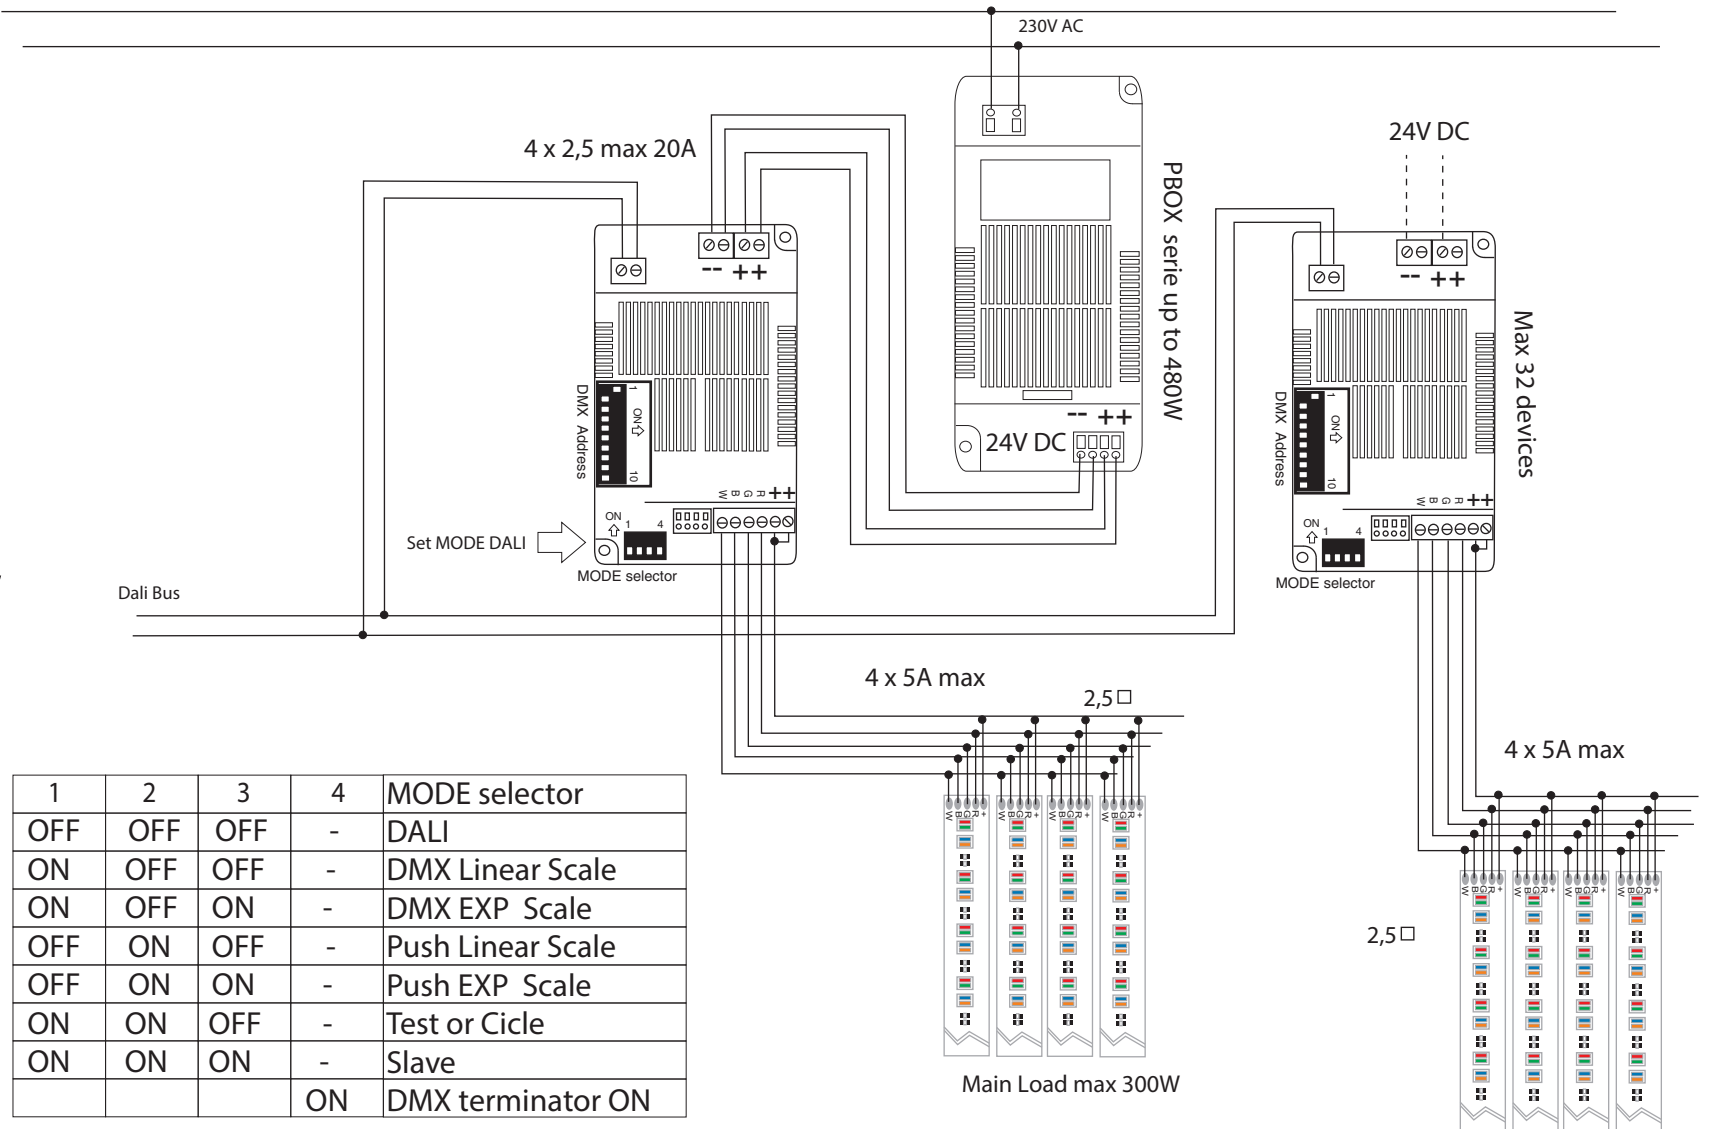 230V AC
4 x 2,5 max 20A
24V DC
PBOX serie up to 480W
-- ++
-- ++
Max 32 devices
DMX Address
1
ON
10
-- ++
24V DC
DMX Address
1
ON
10
W B G R ++
W B G R ++
ON 1 4
Set MODE DALI
MODE selector
ON 1 4
MODE selector
Dali Bus
4 x 5A max
2,5
4 x 5A max
W B G R +
W B G R +
W B G R +
W B G R +
W B G R +
W B G R +
W B G R +
W B G R +
2,5
Main Load max 300W
1 2 3 4 MODE selector
OFF OFF OFF - DALI
ON OFF OFF - DMX Linear Scale
ON OFF ON - DMX EXP Scale
OFF ON OFF - Push Linear Scale
OFF ON ON - Push EXP Scale
ON ON OFF - Test or Cicle
ON ON ON - Slave
ON DMX terminator ON